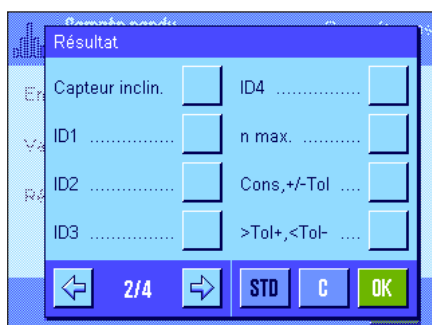 Résultat
Capteur inclin.
ID1 ................
ID2 ................
ID3 ................
ID4 ................
n max. ............
Cons,+/-Tol ....
>Tol+,<Tol- ....
2/4
STD
C
OK